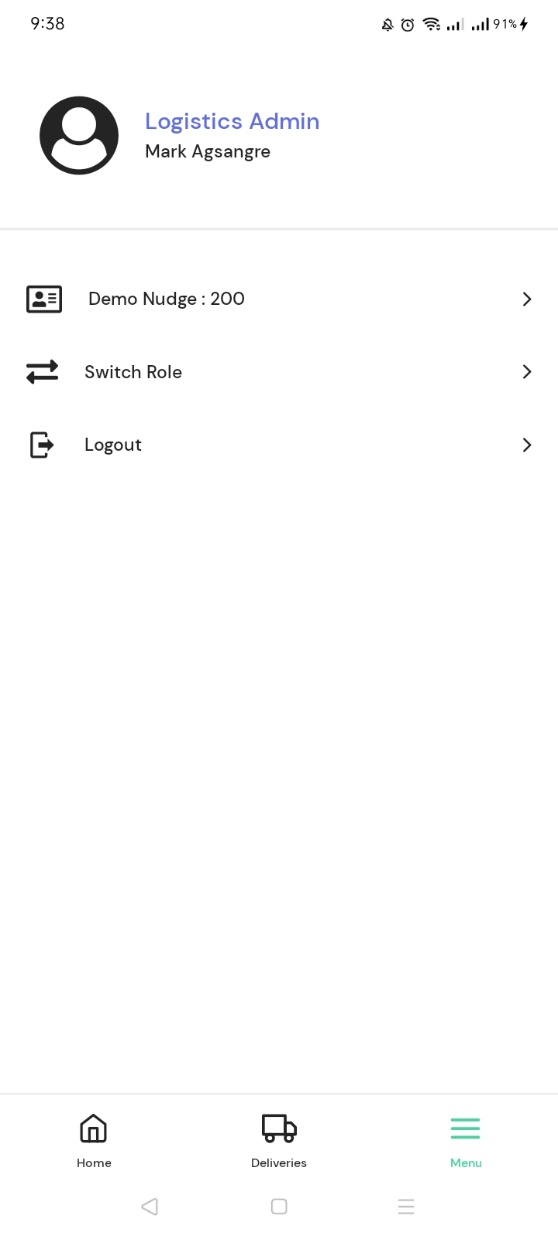 9:38
91%
Logistics Admin
Mark Agsangre
Demo Nudge : 200
Switch Role
Logout
Home
Deliveries
Menu